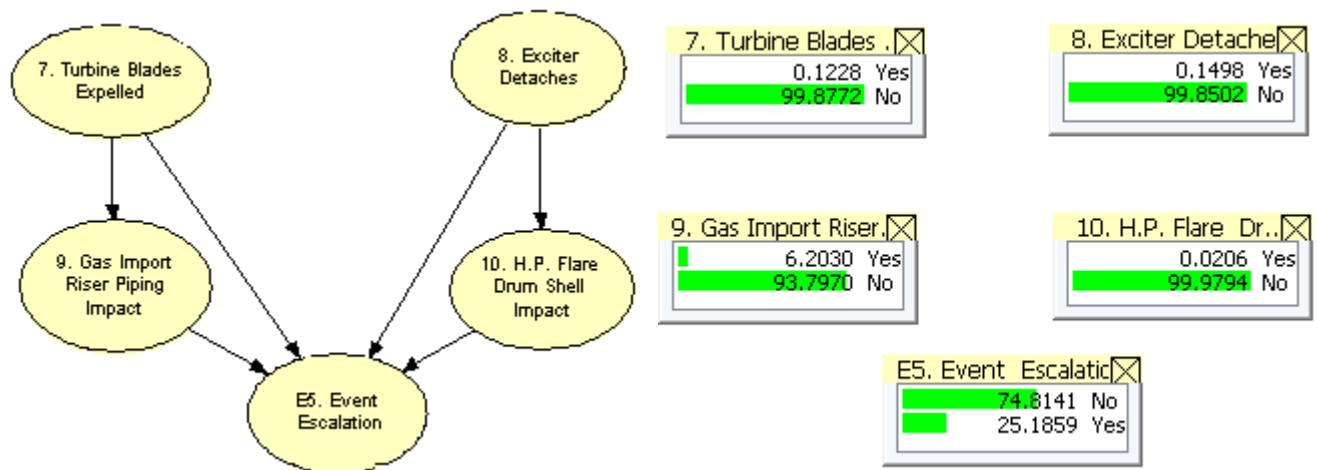 7. Turbine Blades
Expelled
8. Exciter
Detaches
9. Gas Import
Riser Piping
Impact
10. H.P. Flare
Drum Shell
Impact
E5. Event
Escalation
7. Turbine Blades .
0.1228 Yes
99.8772 No
8. Exciter Detache
0.1498 Yes
99.8502 No
9. Gas Import Riser.
6.2030 Yes
93.7970 No
10. H.P. Flare Dr..
0.0206 Yes
99.9794 No
E5. Event Escalatic
74.8141 No
25.1859 Yes